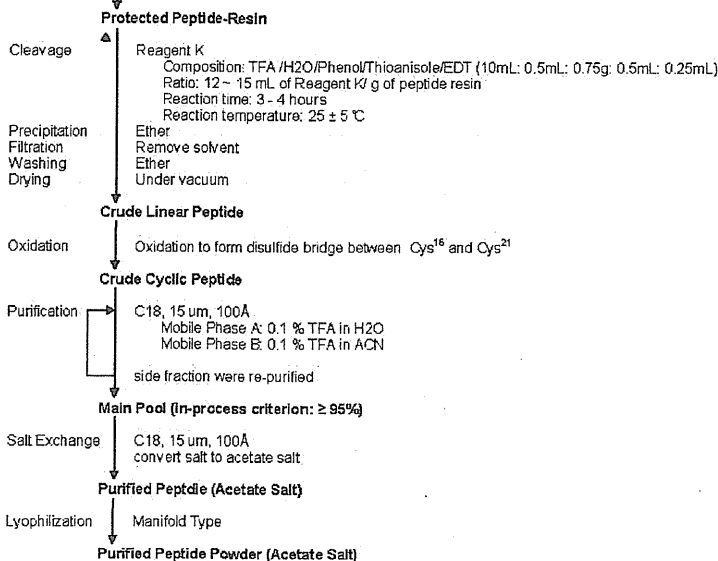 Protected Peptide-Resin
Cleavage Reagent K
Composition: TFA/H2O/Phenol/Thioanisole/EDT (10mL: 0.5mL: 0.75g: 0.5mL: 0.25mL)
Ratio: 12 ~ 15 mL of Reagent K/ g of peptide resin
Reaction time: 3 - 4 hours
Reaction temperature: 25 ± 5 ℃
Precipitation Ether
Filtration Remove solvent
Washing Ether
Drying Under vacuum
Crude Linear Peptide
Oxidation Oxidation to form disulfide bridge between Cys16 and Cys21
Crude Cyclic Peptide
Purification C18, 15 um, 100Å
Mobile Phase A: 0.1 % TFA in H2O
Mobile Phase B: 0.1 % TFA in ACN
side fraction were re-purified
Main Pool (in-process criterion: ≥ 95%)
Salt Exchange C18, 15 um, 100Å
convert salt to acetate salt
Purified Peptdie (Acetate Salt)
Lyophilization Manifold Type
Purified Peptide Powder (Acetate Salt)